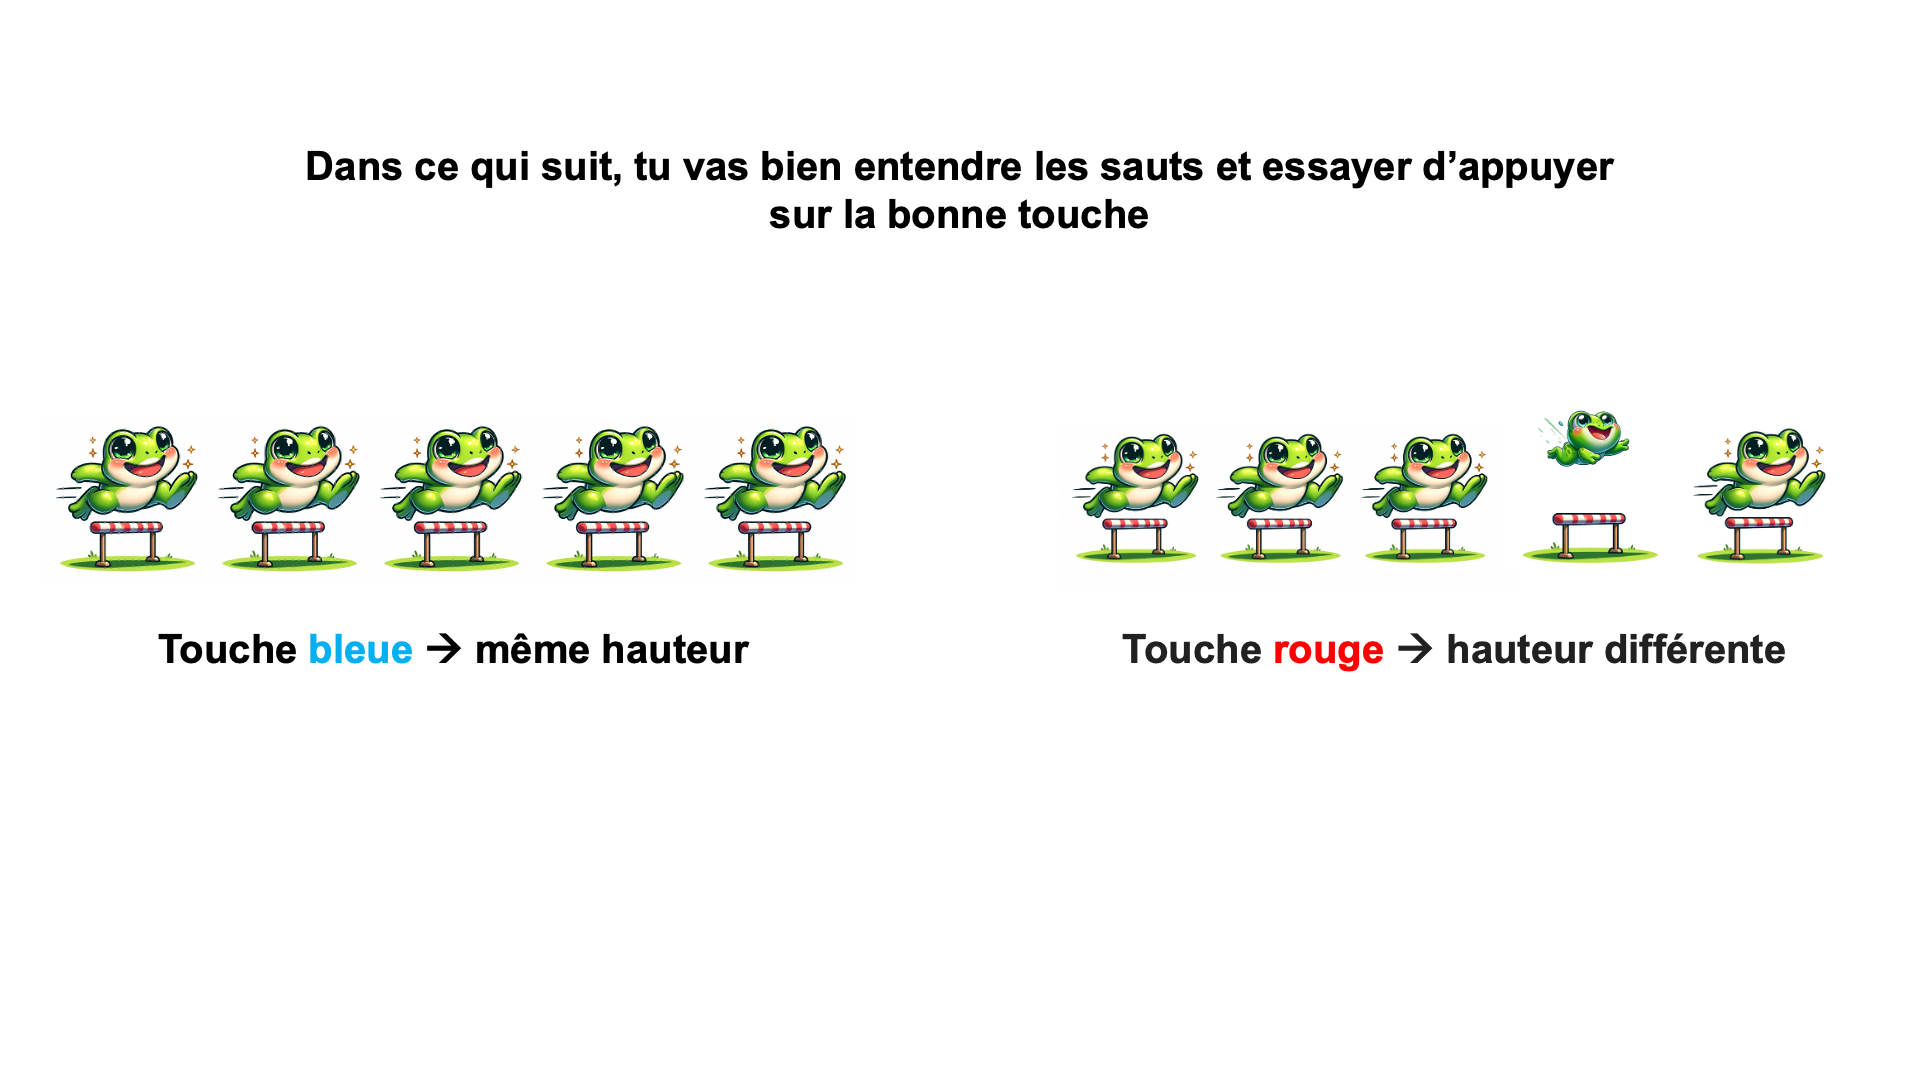 Dans ce qui suit, tu vas bien entendre les sauts et essayer d’appuyer
sur la bonne touche
Touche bleue → même hauteur
Touche rouge → hauteur différente